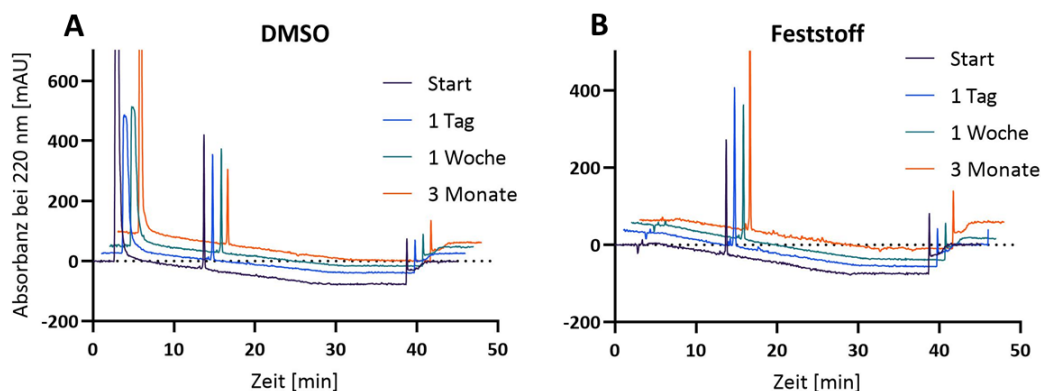 A
DMSO
Absorbanz bei 220 nm [mAU]
600
400
200
0
-200
0 10 20 30 40 50
Zeit [min]
Start
1 Tag
1 Woche
3 Monate
B
Feststoff
400
200
0
-200
0 10 20 30 40 50
Zeit [min]
Start
1 Tag
1 Woche
3 Monate